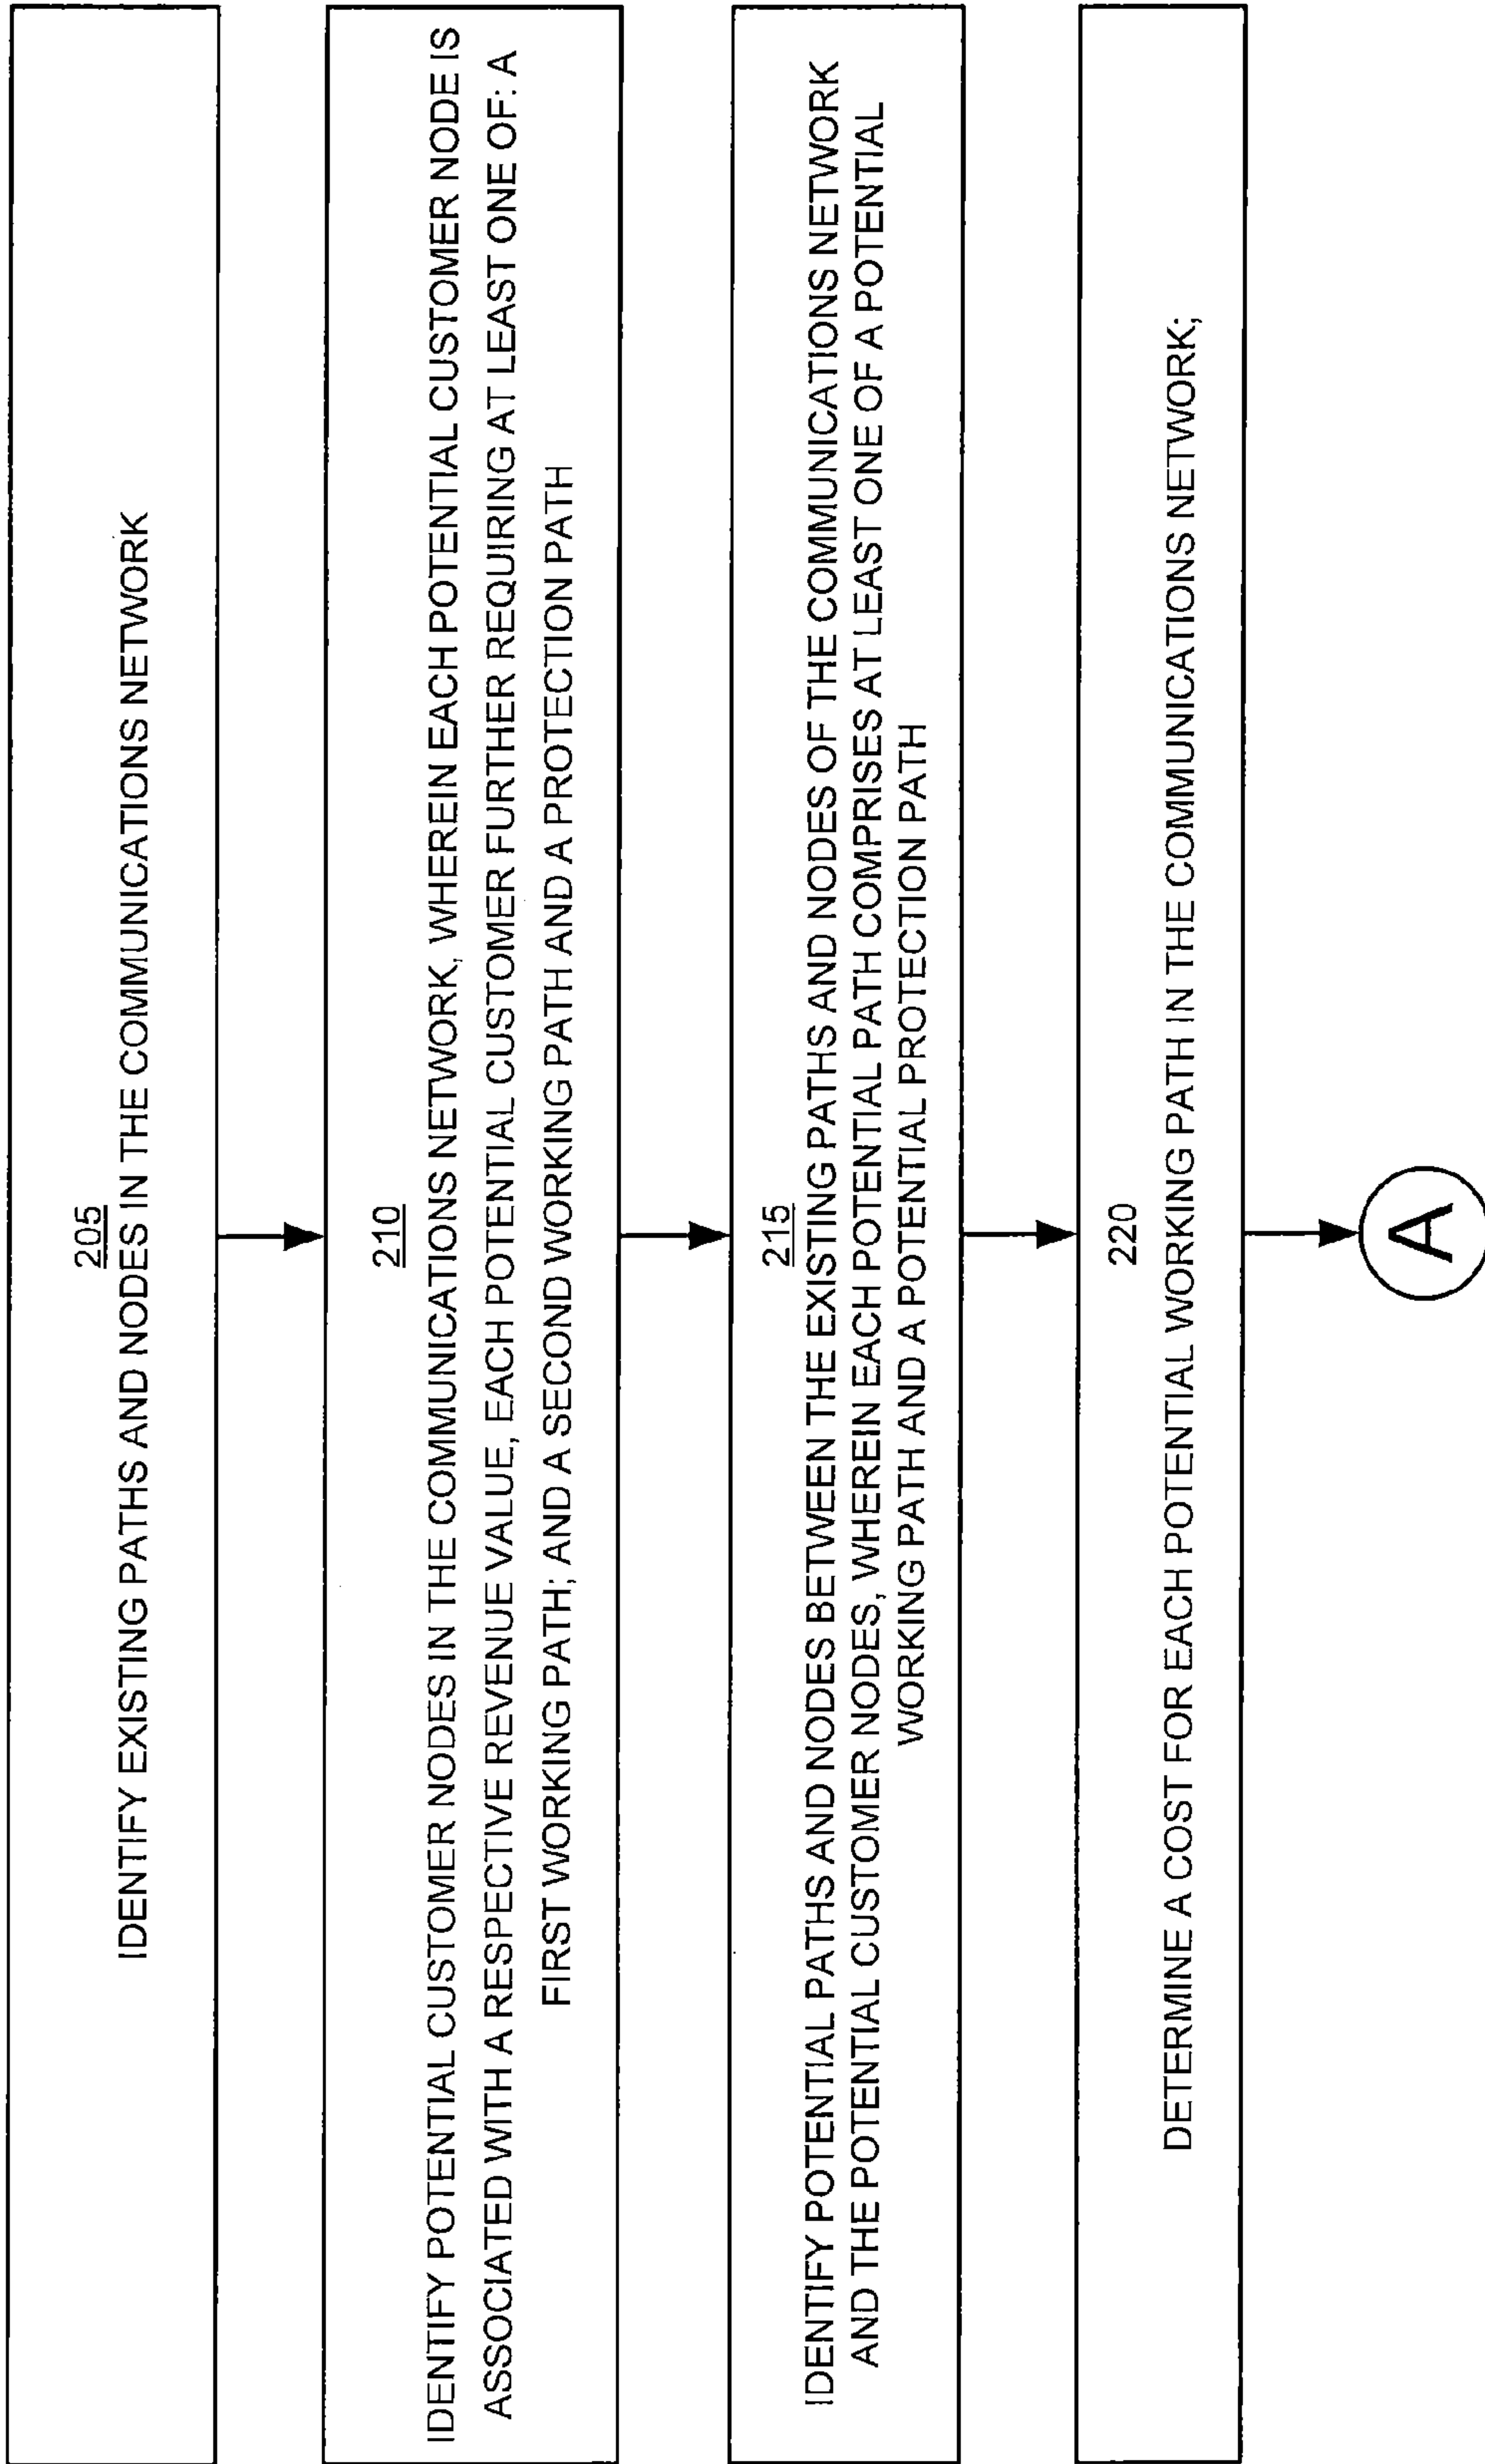 205
IDENTIFY EXISTING PATHS AND NODES IN THE COMMUNICATIONS NETWORK
210
IDENTIFY POTENTIAL CUSTOMER NODES IN THE COMMUNICATIONS NETWORK, WHEREIN EACH POTENTIAL CUSTOMER NODE IS
ASSOCIATED WITH A RESPECTIVE REVENUE VALUE, EACH POTENTIAL CUSTOMER FURTHER REQUIRING AT LEAST ONE OF: A
FIRST WORKING PATH; AND A SECOND WORKING PATH AND A PROTECTION PATH
215
IDENTIFY POTENTIAL PATHS AND NODES BETWEEN THE EXISTING PATHS AND NODES OF THE COMMUNICATIONS NETWORK
AND THE POTENTIAL CUSTOMER NODES, WHEREIN EACH POTENTIAL PATH COMPRISES AT LEAST ONE OF A POTENTIAL
WORKING PATH AND A POTENTIAL PROTECTION PATH
220
DETERMINE A COST FOR EACH POTENTIAL WORKING PATH IN THE COMMUNICATIONS NETWORK;
A